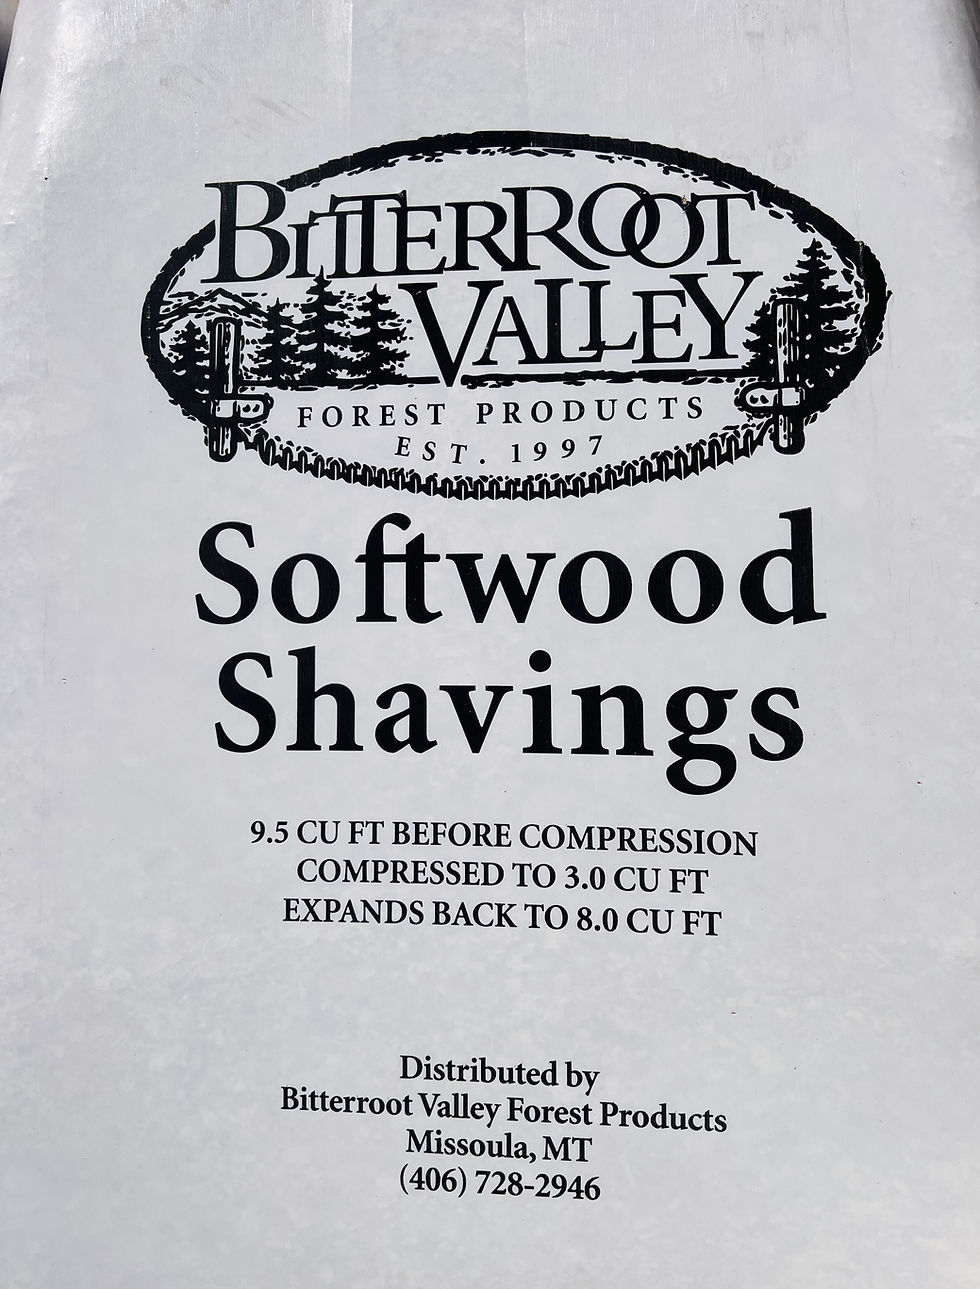 BITTERROOT
VALLEY
FOREST PRODUCTS
EST. 1997
Softwood
Shavings
9.5 CU FT BEFORE COMPRESSION
COMPRESSED TO 3.0 CU FT
EXPANDS BACK TO 8.0 CU FT
Distributed by
Bitterroot Valley Forest Products
Missoula, MT
(406) 728-2946